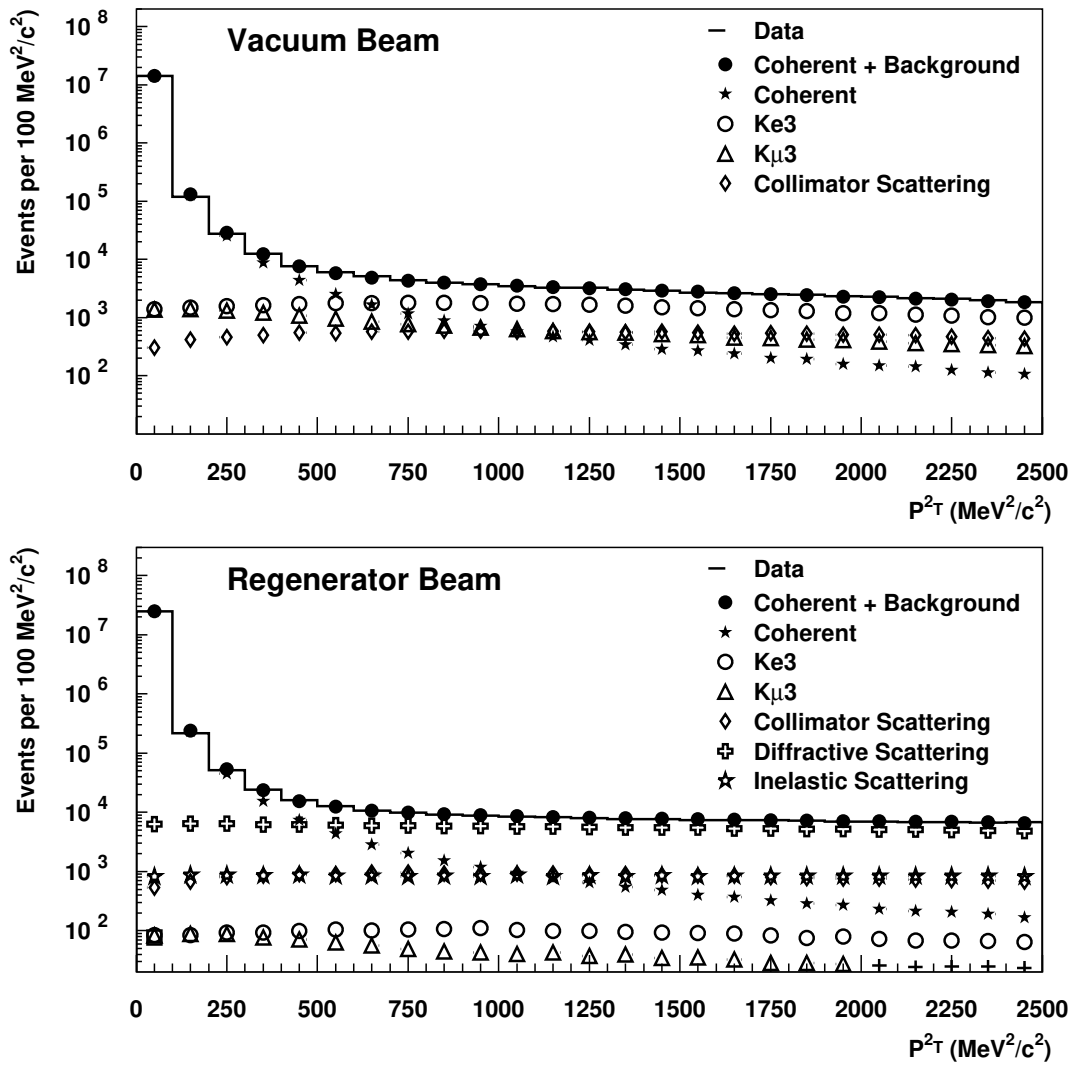 Vacuum Beam
Data
Coherent + Background
Coherent
Ke3
Kμ3
Collimator Scattering
Events per 100 MeV²/c²
10 8
10 7
10 6
10 5
10 4
10 3
10 2
0 250 500 750 1000 1250 1500 1750 2000 2250 2500
P²T (MeV²/c²)
Regenerator Beam
Data
Coherent + Background
Coherent
Ke3
Kμ3
Collimator Scattering
Diffractive Scattering
Inelastic Scattering
Events per 100 MeV²/c²
10 8
10 7
10 6
10 5
10 4
10 3
10 2
0 250 500 750 1000 1250 1500 1750 2000 2250 2500
P²T (MeV²/c²)